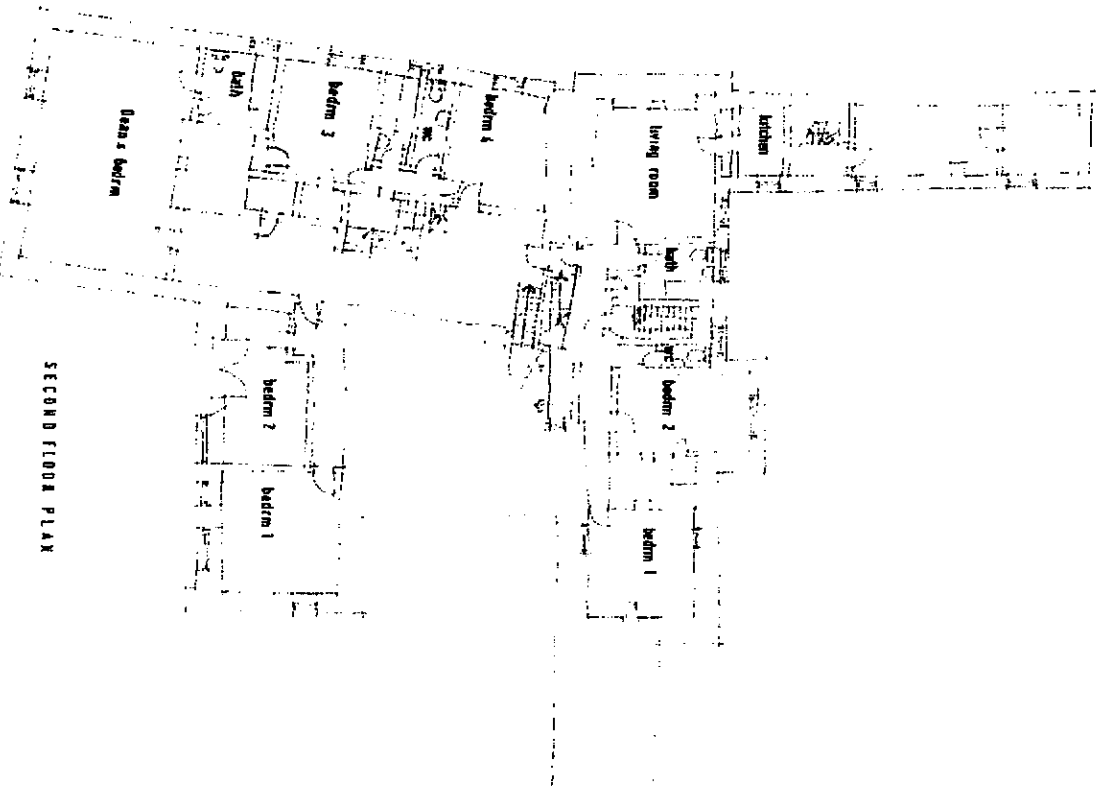 Deans Bedrm
bath
bedrm 3
wc
Bedrm 4
living room
kitchen
bath
wc
bedrm 2
bedrm 1
bedrm 2
bedrm 1
SECOND FLOOR PLAN